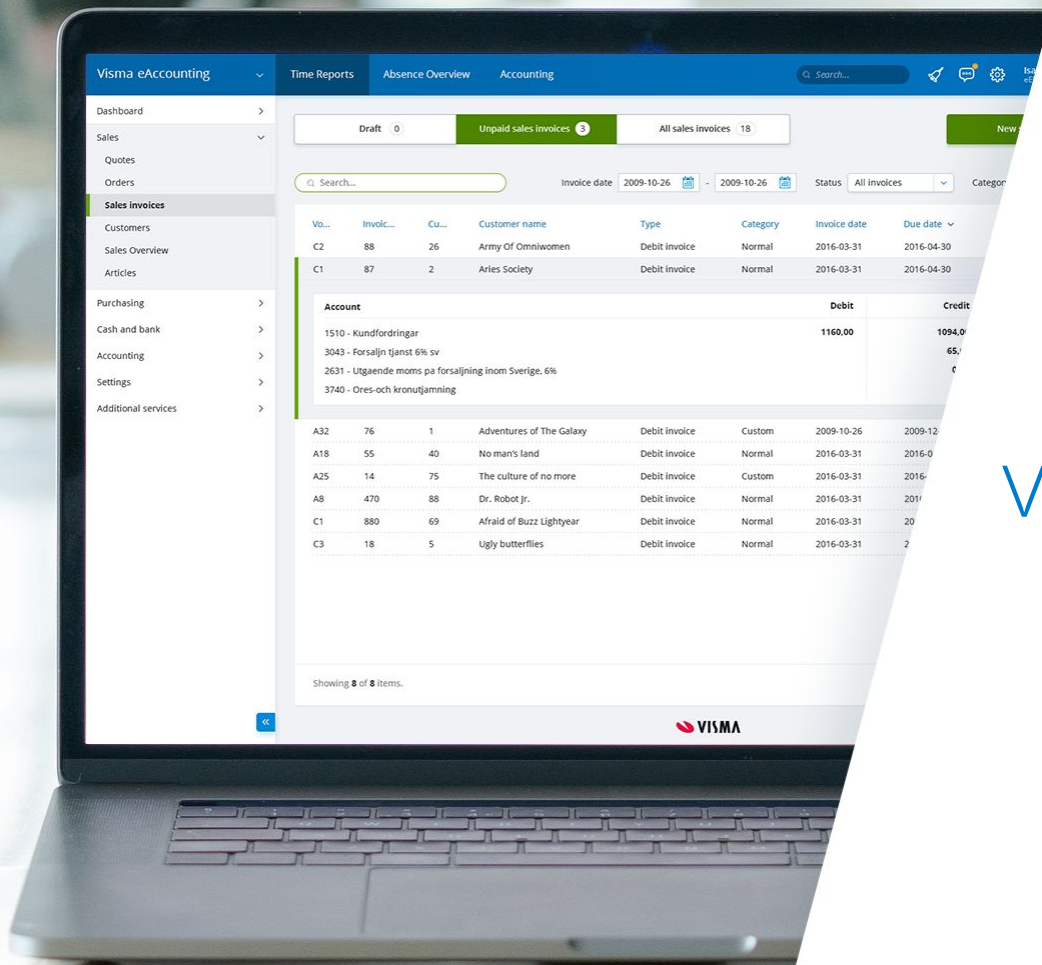 Visma eAccounting Time Reports Absence Overview Accounting Search...
Dashboard
Sales
Quotes
Orders
Sales invoices
Customers
Sales Overview
Articles
Purchasing
Cash and bank
Accounting
Settings
Additional services
Draft 0 Unpaid sales invoices 3 All sales invoices 18 New
Search... Invoice date 2009-10-26 - 2009-10-26 Status All invoices
Vo... Invoic... Cu... Customer name Type Category Invoice date Due date
C2 88 26 Army Of Omniwomen Debit invoice Normal 2016-03-31 2016-04-30
C1 87 2 Aries Society Debit invoice Normal 2016-03-31 2016-04-30
Account Debit Credit
1510 - Kundfordringar 1160,00
3043 - Forsaljn tjanst 6% sv
2631 - Utgaende moms pa forsaljning inom Sverige, 6%
3740 - Ores-och kronutjamning
A32 76 1 Adventures of The Galaxy Debit invoice Custom 2009-10-26
A18 55 40 No man's land Debit invoice Normal 2016-03-31
A25 14 75 The culture of no more Debit invoice Custom 2016-03-31
A8 470 88 Dr. Robot Jr. Debit invoice Normal 2016-03-31
C1 880 69 Afraid of Buzz Lightyear Debit invoice Normal 2016-03-31
C3 18 5 Ugly butterflies Debit invoice Normal 2016-03-31
Showing 8 of 8 items.
VISMA
V